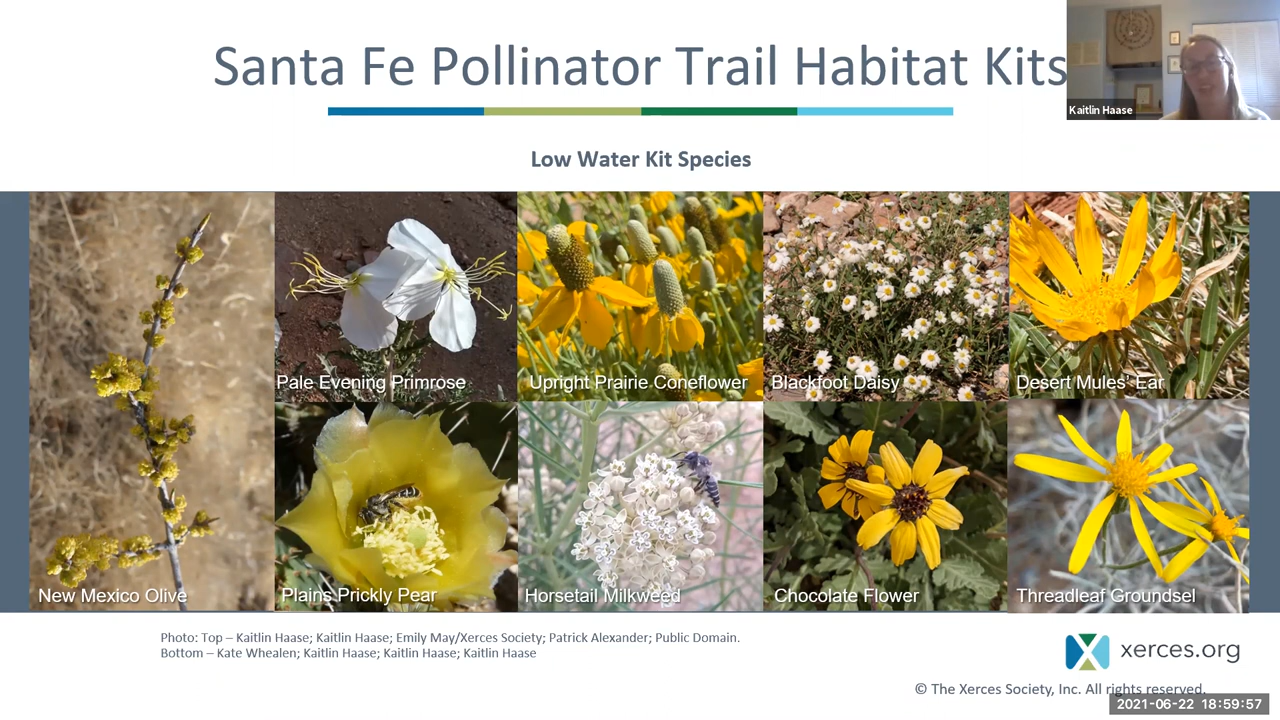 Santa Fe Pollinator Trail Habitat Kits
Kaitlin Haase
Low Water Kit Species
Pale Evening Primrose
Upright Prairie Coneflower
Blackfoot Daisy
Desert Mules' Ear
New Mexico Olive
Plains Prickly Pear
Horsetail Milkweed
Chocolate Flower
Threadleaf Groundsel
Photo: Top – Kaitlin Haase; Kaitlin Haase; Emily May/Xerces Society; Patrick Alexander; Public Domain.
Bottom – Kate Whealen; Kaitlin Haase; Kaitlin Haase; Kaitlin Haase
xerces.org
© The Xerces Society, Inc. All rights reserved.
2021-06-22 18:59:57